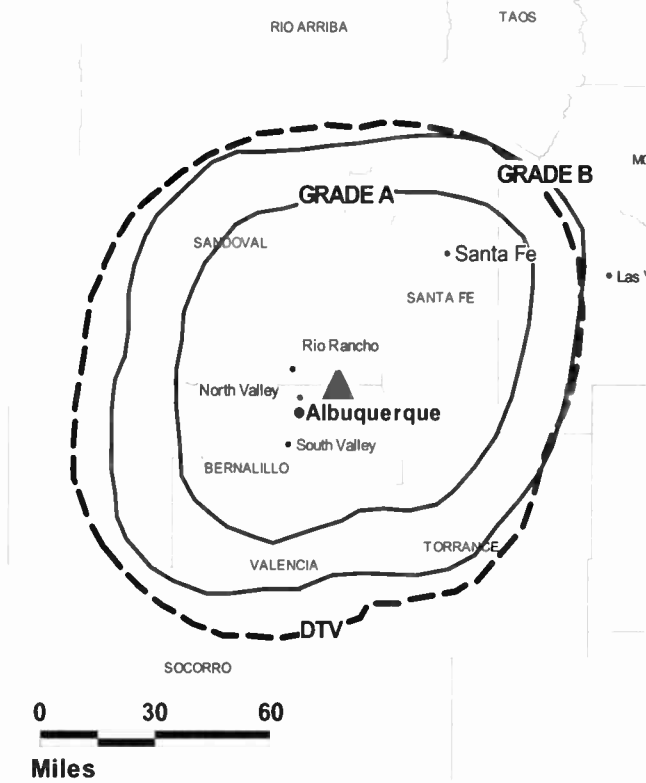 TAOS
RIO ARRIBA
GRADE B
GRADE A
SANDOVAL
Santa Fe
Las
SANTA FE
Rio Rancho
North Valley
Albuquerque
South Valley
BERNALILLO
TORRANCE
VALENCIA
DTV
SOCORRO
0 30 60
Miles